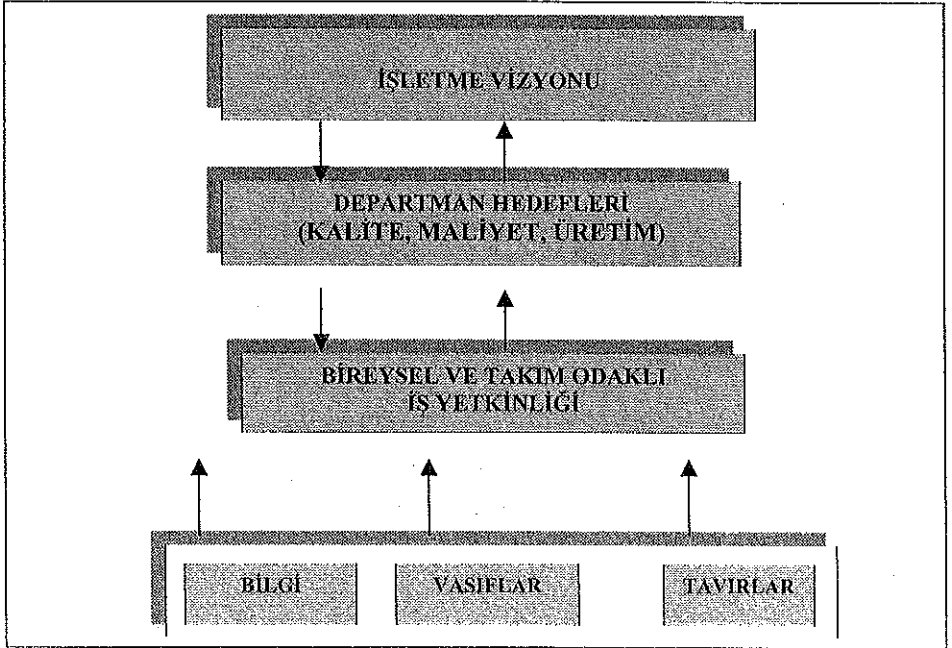 İŞLETME VİZYONU
DEPARTMAN HEDEFLERİ
(KALİTE, MALİYET, ÜRETİM)
BİREYSEL VE TAKIM ODAKLI
İŞ YETKİNLİĞİ
BİLGİ VASIFLAR TAVIRLAR